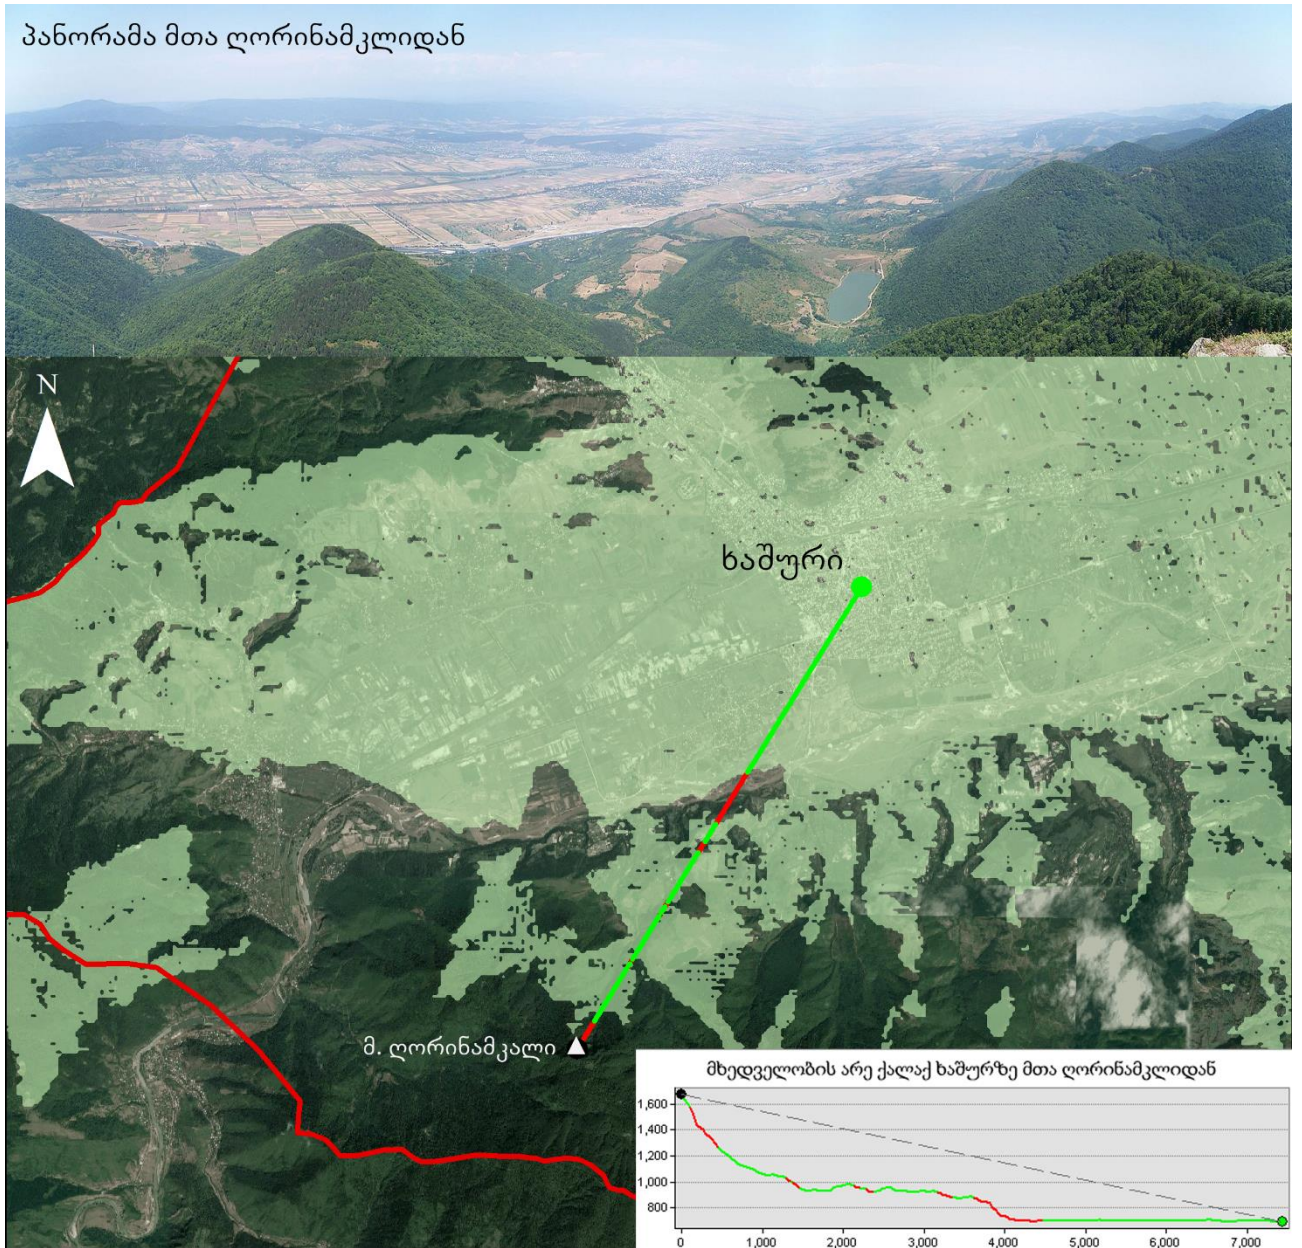 პანორამა მთა ღორინამკლიდან
N
ხაშური
მ. ღორინამკალი
მხედველობის არე ქალაქ ხაშურზე მთა ღორინამკლიდან
1,600
1,400
1,200
1,000
800
0 1,000 2,000 3,000 4,000 5,000 6,000 7,000